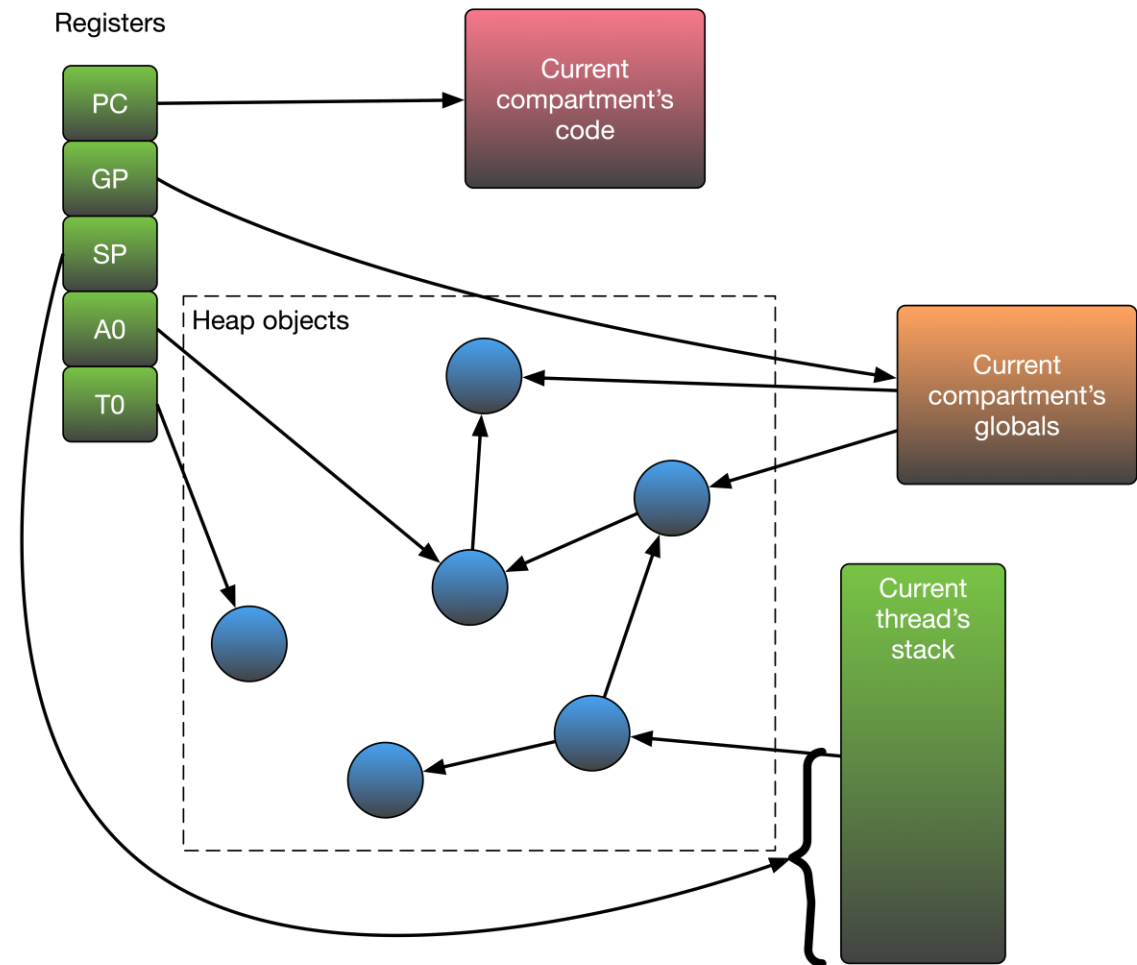 Registers
PC
GP
SP
A0
T0
Current
compartment's
code
Heap objects
Current
compartment's
globals
Current
thread's
stack